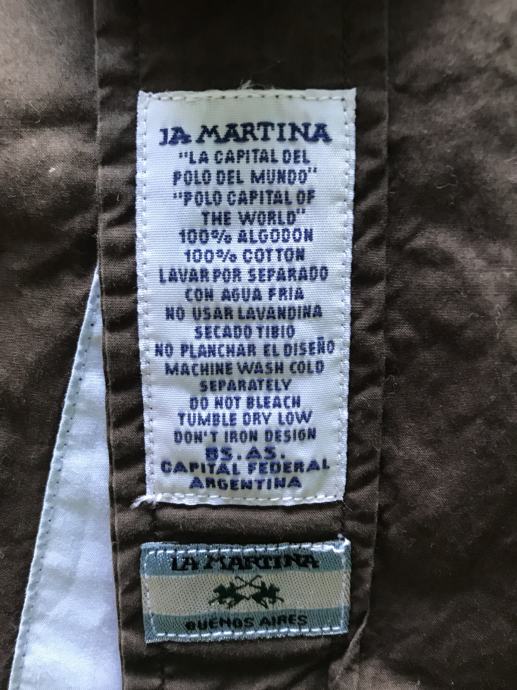 LA MARTINA
"LA CAPITAL DEL
POLO DEL MUNDO"
"POLO CAPITAL OF
THE WORLD"
100% ALGODON
100% COTTON
LAVAR POR SEPARADO
CON AGUA FRIA
NO USAR LAVANDINA
SECADO TIBIO
NO PLANCHAR EL DISEÑO
MACHINE WASH COLD
SEPARATELY
DO NOT BLEACH
TUMBLE DRY LOW
DON'T IRON DESIGN
BS.AS.
CAPITAL FEDERAL
ARGENTINA
LA MARTINA
BUENOS AIRES